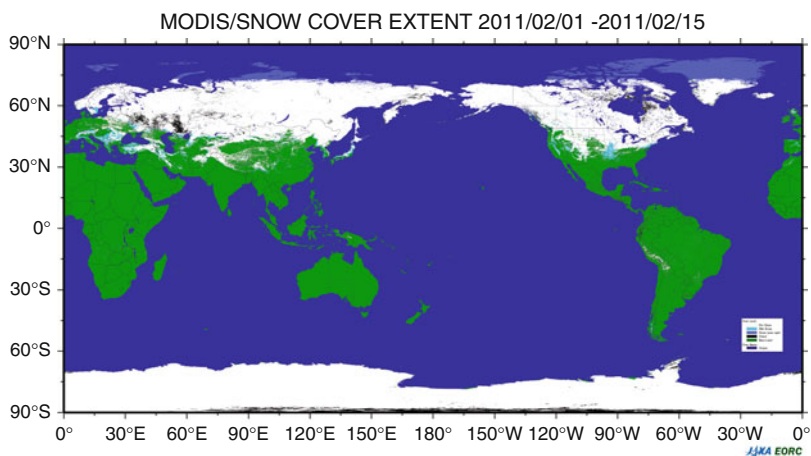 MODIS/SNOW COVER EXTENT 2011/02/01 -2011/02/15
90°N
60°N
30°N
0°
30°S
60°S
90°S
0° 30°E 60°E 90°E 120°E 150°E 180° 150°W 120°W 90°W 60°W 30°W 0°
JAXA EORC